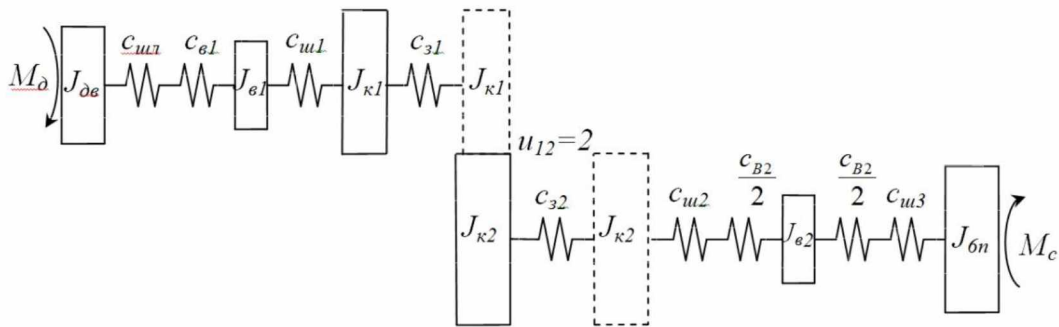 c_шл c_в1 c_ш1 c_з1
M_д J_дв J_в1 J_к1 J_к1
u_12=2
c_з2 c_ш2 c_В2/2 c_В2/2 c_ш3
J_к2 J_к2 J_в2 J_бп M_с